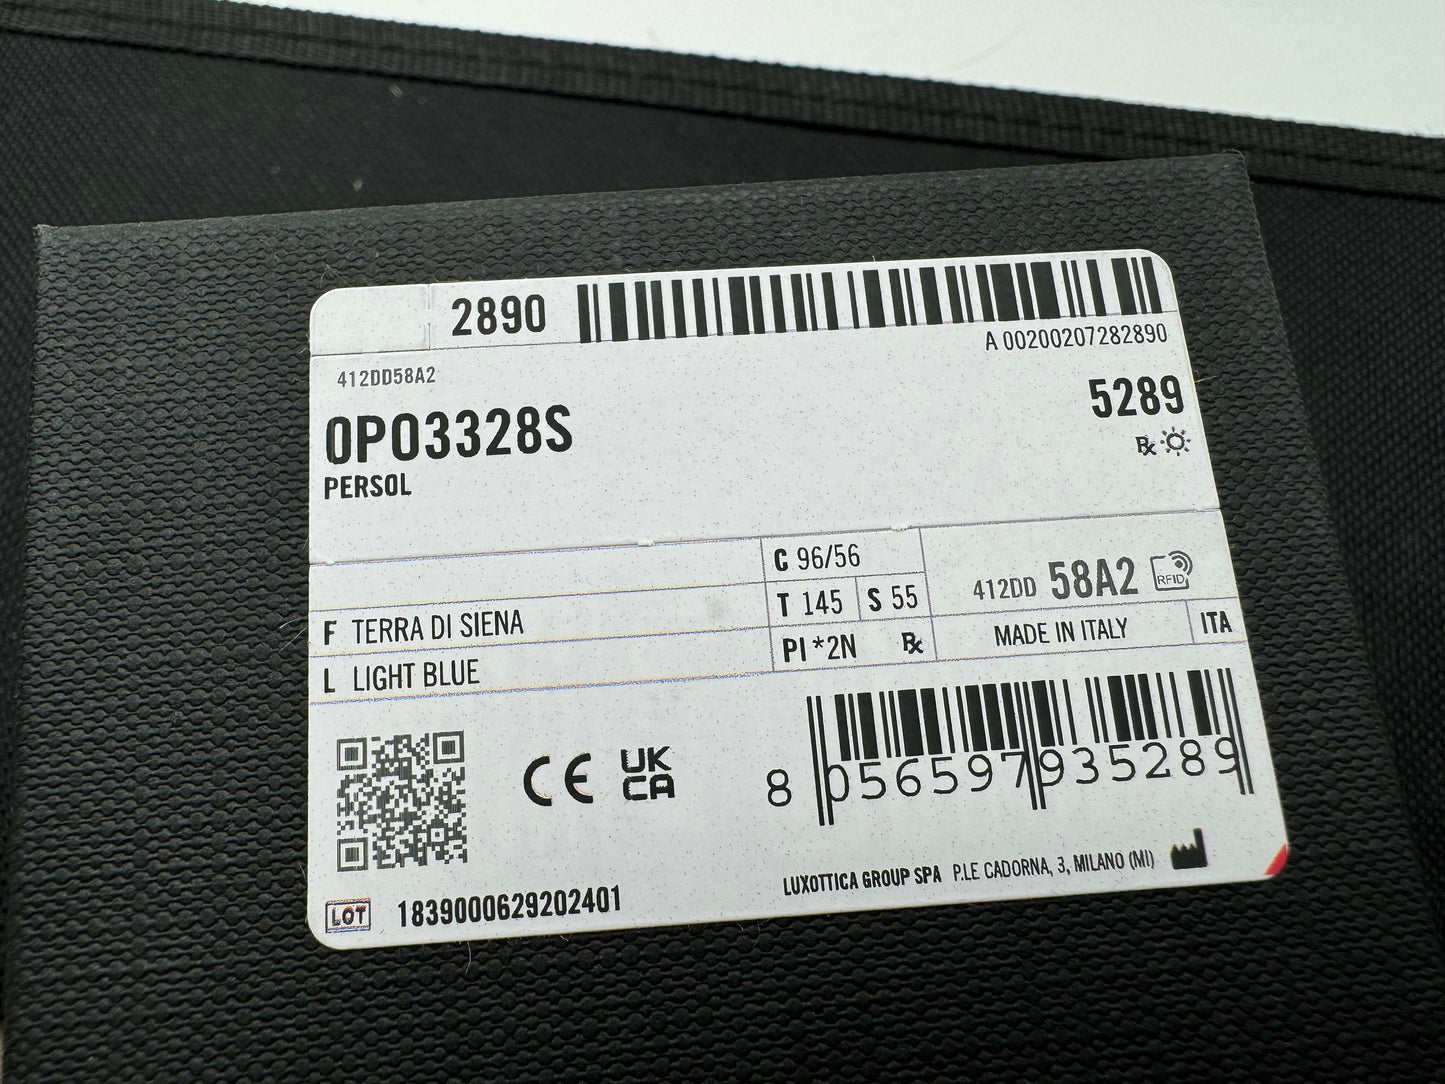 2890
A 00200207282890
412DD58A2
0PO3328S
5289
PERSOL
Rx
C 96/56
F TERRA DI SIENA
T 145 S 55
412DD 58A2 RFID
L LIGHT BLUE
PI *2N Rx
MADE IN ITALY ITA
CE UK
CA
8 056597 935289
LUXOTTICA GROUP SPA P.LE CADORNA, 3, MILANO (MI)
LOT 1839000629202401